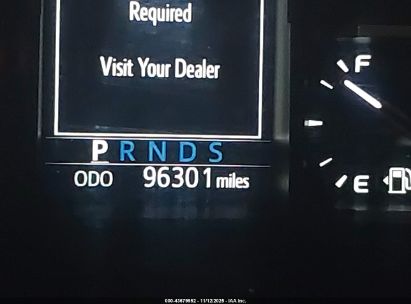 Required
Visit Your Dealer
F
P R N D S
ODO 96301 miles
E